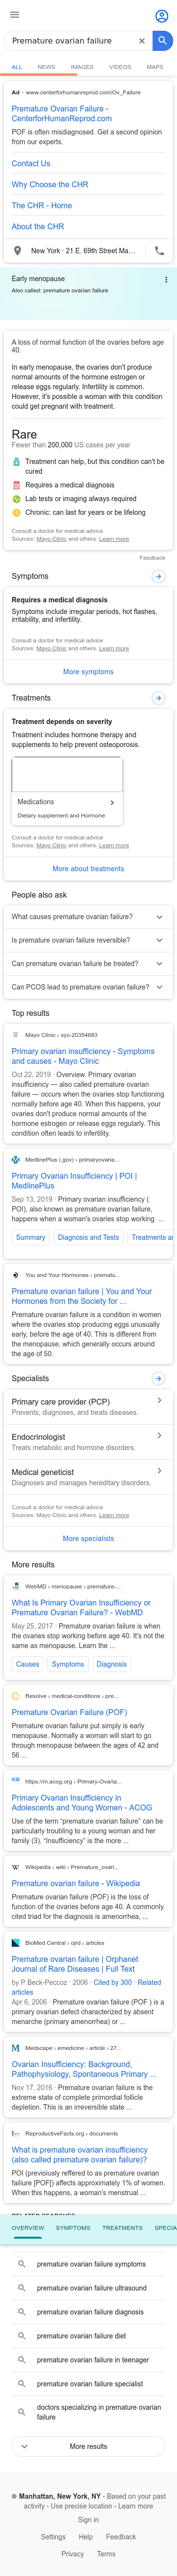 Premature ovarian failure
ALL NEWS IMAGES VIDEOS MAPS
Ad · www.centerforhumanreprod.com/Ov_Failure
Premature Ovarian Failure -
CenterforHumanReprod.com
POF is often misdiagnosed. Get a second opinion
from our experts.
Contact Us
Why Choose the CHR
The CHR - Home
About the CHR
New York · 21 E. 69th Street Ma...
Early menopause
Also called: premature ovarian failure
A loss of normal function of the ovaries before age
40.
In early menopause, the ovaries don't produce
normal amounts of the hormone estrogen or
release eggs regularly. Infertility is common.
However, it's possible a woman with this condition
could get pregnant with treatment.
Rare
Fewer than 200,000 US cases per year
Treatment can help, but this condition can't be
cured
Requires a medical diagnosis
Lab tests or imaging always required
Chronic: can last for years or be lifelong
Consult a doctor for medical advice
Sources: Mayo Clinic and others. Learn more
Feedback
Symptoms
Requires a medical diagnosis
Symptoms include irregular periods, hot flashes,
irritability, and infertility.
Consult a doctor for medical advice
Sources: Mayo Clinic and others. Learn more
More symptoms
Treatments
Treatment depends on severity
Treatment includes hormone therapy and
supplements to help prevent osteoporosis.
Medications
Dietary supplement and Hormone
Consult a doctor for medical advice
Sources: Mayo Clinic and others. Learn more
More about treatments
People also ask
What causes premature ovarian failure?
Is premature ovarian failure reversible?
Can premature ovarian failure be treated?
Can PCOS lead to premature ovarian failure?
Top results
Mayo Clinic › syc-20354683
Primary ovarian insufficiency - Symptoms
and causes - Mayo Clinic
Oct 22, 2019 · Overview. Primary ovarian
insufficiency — also called premature ovarian
failure — occurs when the ovaries stop functioning
normally before age 40. When this happens, your
ovaries don't produce normal amounts of the
hormone estrogen or release eggs regularly. This
condition often leads to infertility.
MedlinePlus (.gov) › primaryovaria...
Primary Ovarian Insufficiency | POI |
MedlinePlus
Sep 13, 2019 · Primary ovarian insufficiency (
POI), also known as premature ovarian failure,
happens when a woman's ovaries stop working ...
Summary Diagnosis and Tests Treatments an
You and Your Hormones › prematu...
Premature ovarian failure | You and Your
Hormones from the Society for ...
Premature ovarian failure is a condition in women
where the ovaries stop producing eggs unusually
early, before the age of 40. This is different from
the menopause, which generally occurs around
the age of 50.
Specialists
Primary care provider (PCP)
Prevents, diagnoses, and treats diseases.
Endocrinologist
Treats metabolic and hormone disorders.
Medical geneticist
Diagnoses and manages hereditary disorders.
Consult a doctor for medical advice
Sources: Mayo Clinic and others. Learn more
More specialists
More results
WebMD › menopause › premature-...
What Is Primary Ovarian Insufficiency or
Premature Ovarian Failure? - WebMD
May 25, 2017 · Premature ovarian failure is when
the ovaries stop working before age 40. It's not the
same as menopause. Learn the ...
Causes Symptoms Diagnosis
Resolve › medical-conditions › pre...
Premature Ovarian Failure (POF)
Premature ovarian failure put simply is early
menopause. Normally a woman will start to go
through menopause between the ages of 42 and
56 ...
https://m.acog.org › Primary-Ovaria...
Primary Ovarian Insufficiency in
Adolescents and Young Women - ACOG
Use of the term “premature ovarian failure” can be
particularly troubling to a young woman and her
family (3). “Insufficiency” is the more ...
Wikipedia › wiki › Premature_ovari...
Premature ovarian failure - Wikipedia
Premature ovarian failure (POF) is the loss of
function of the ovaries before age 40. A commonly
cited triad for the diagnosis is amenorrhea, ...
BioMed Central › ojrd › articles
Premature ovarian failure | Orphanet
Journal of Rare Diseases | Full Text
by P Beck-Peccoz · 2006 · Cited by 300 · Related
articles
Apr 6, 2006 · Premature ovarian failure (POF ) is a
primary ovarian defect characterized by absent
menarche (primary amenorrhea) or ...
Medscape › emedicine › article › 27...
Ovarian Insufficiency: Background,
Pathophysiology, Spontaneous Primary ...
Nov 17, 2016 · Premature ovarian failure is the
extreme state of complete primordial follicle
depletion. This is an irreversible state ...
ReproductiveFacts.org › documents
What is premature ovarian insufficiency
(also called premature ovarian failure)?
POI (previously reffered to as premature ovarian
failure [POF]) affects approximately 1% of women.
When this happens, a woman's menstrual ...
RELATED SEARCHES
OVERVIEW SYMPTOMS TREATMENTS SPECIA
premature ovarian failure symptoms
premature ovarian failure ultrasound
premature ovarian failure diagnosis
premature ovarian failure diet
premature ovarian failure in teenager
premature ovarian failure specialist
doctors specializing in premature ovarian
failure
More results
Manhattan, New York, NY - Based on your past
activity - Use precise location - Learn more
Sign in
Settings Help Feedback
Privacy Terms